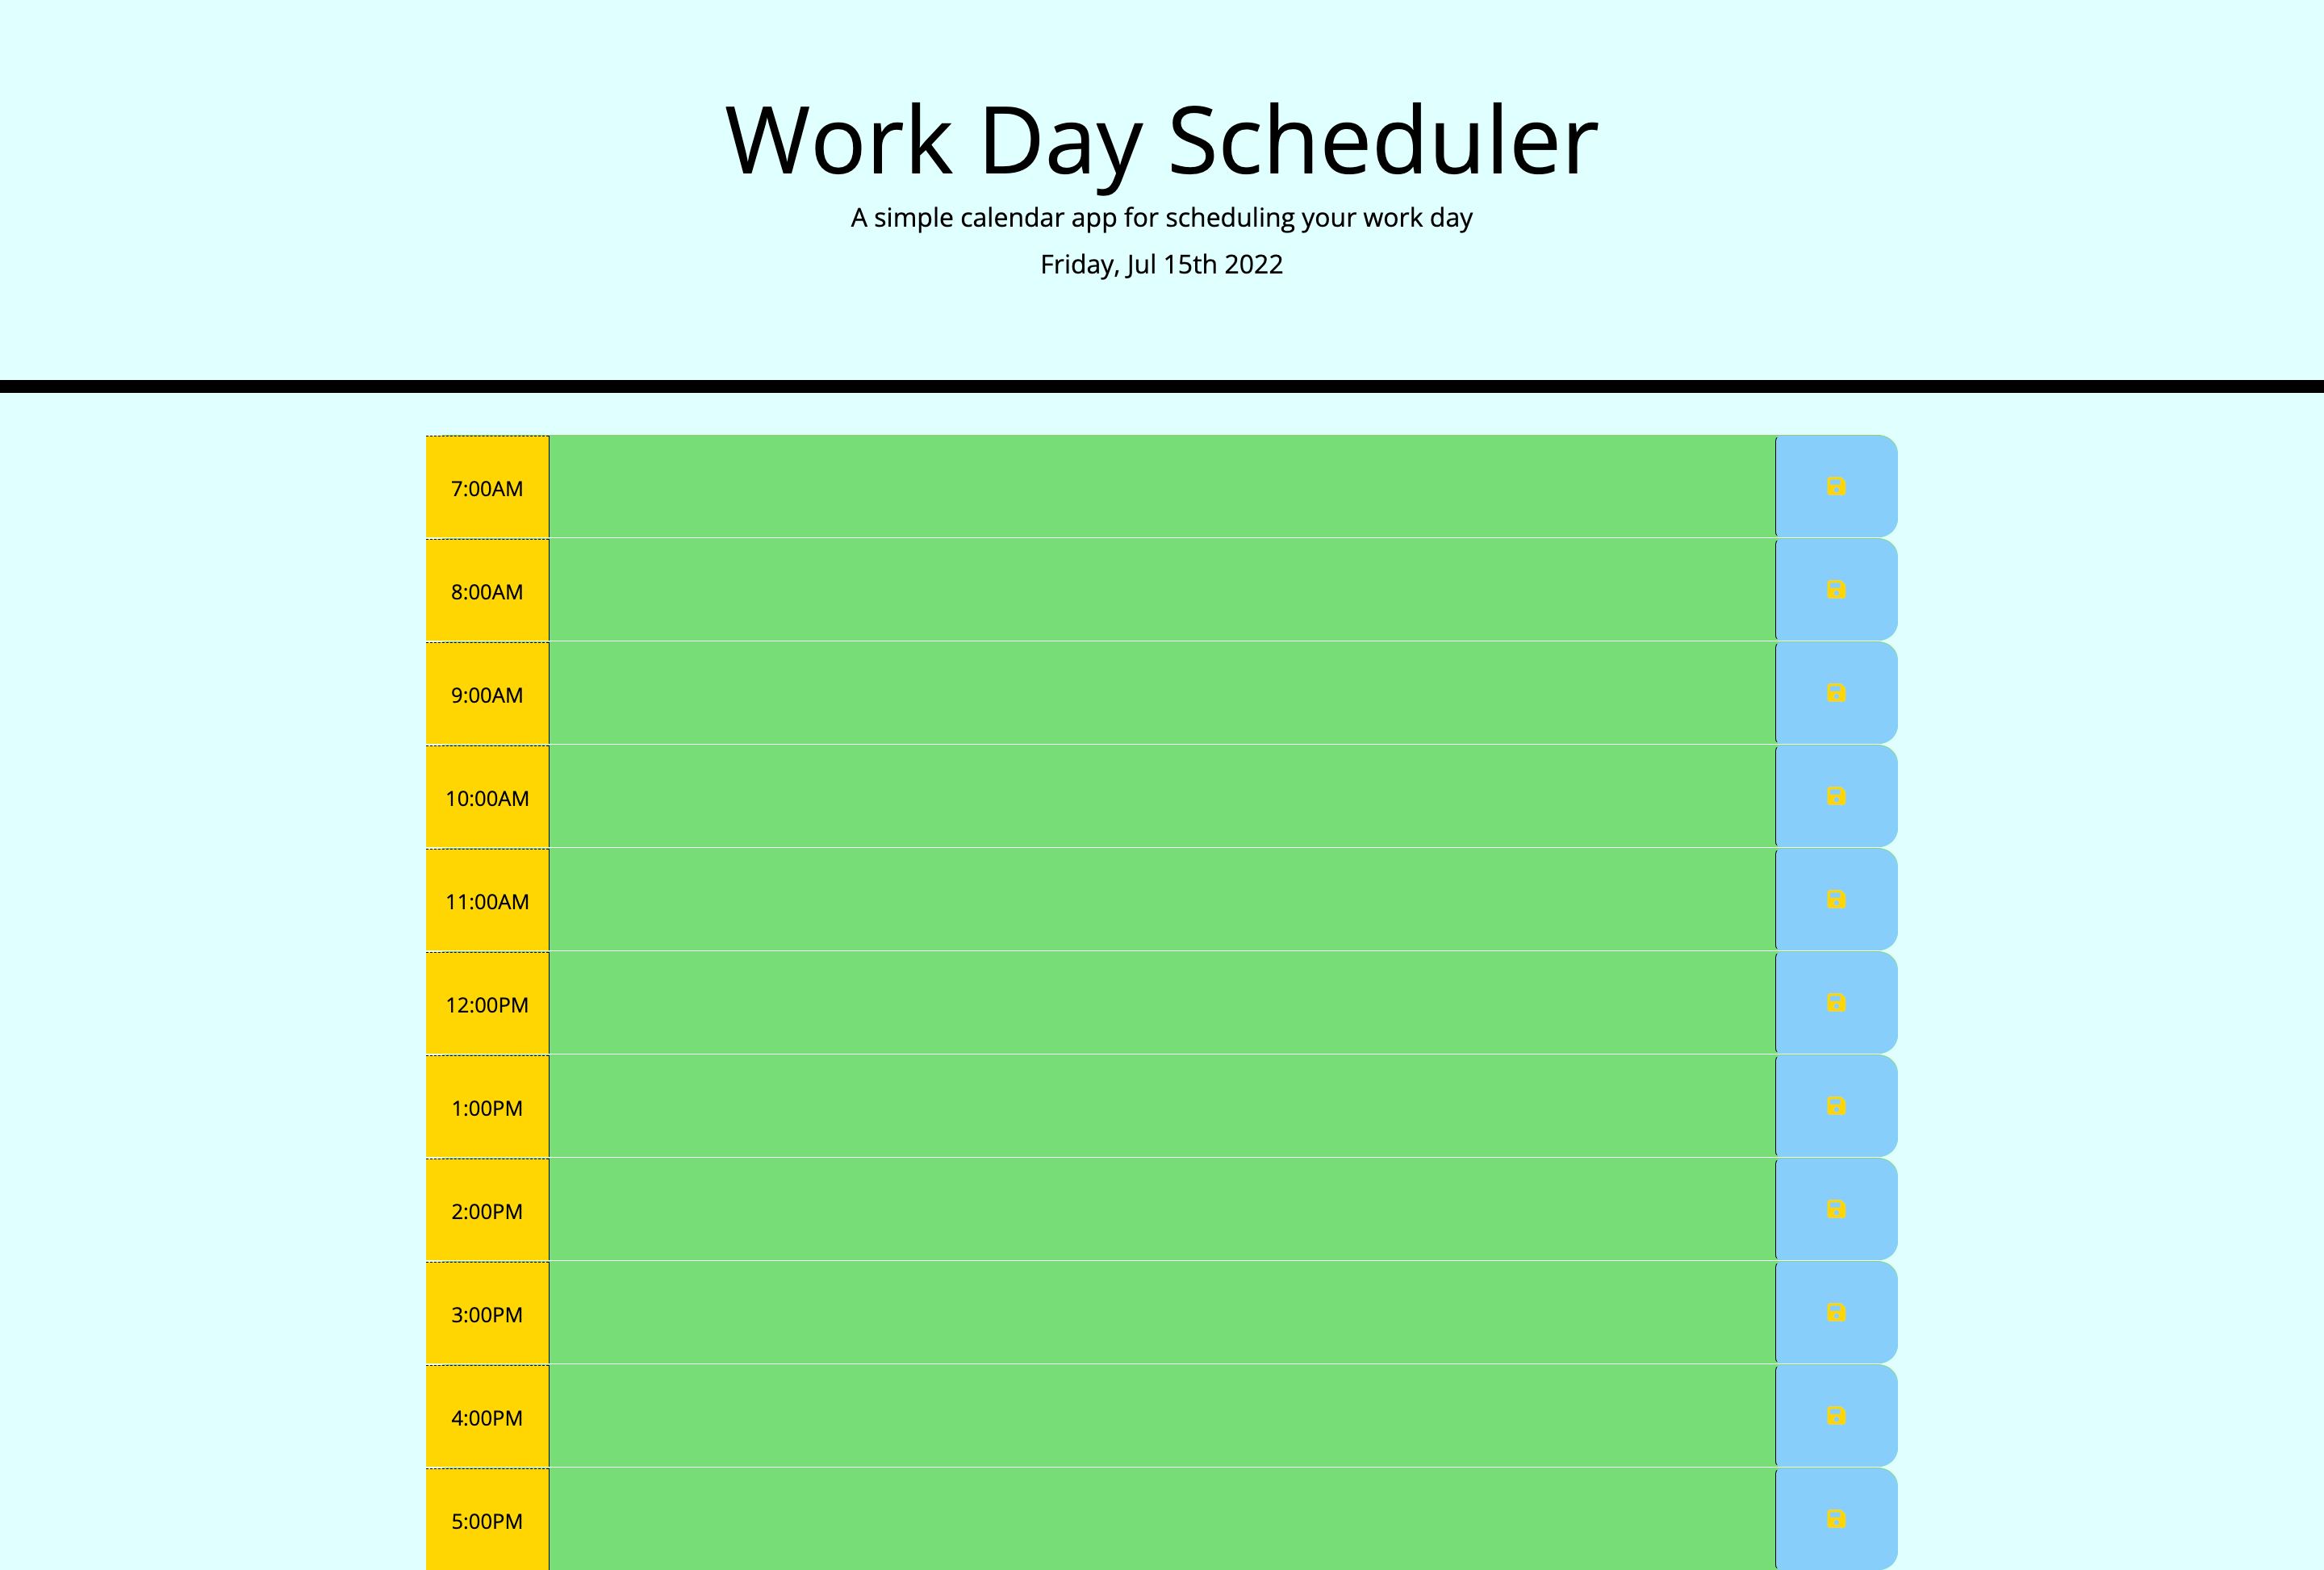 Work Day Scheduler
A simple calendar app for scheduling your work day
Friday, Jul 15th 2022
7:00AM
8:00AM
9:00AM
10:00AM
11:00AM
12:00PM
1:00PM
2:00PM
3:00PM
4:00PM
5:00PM